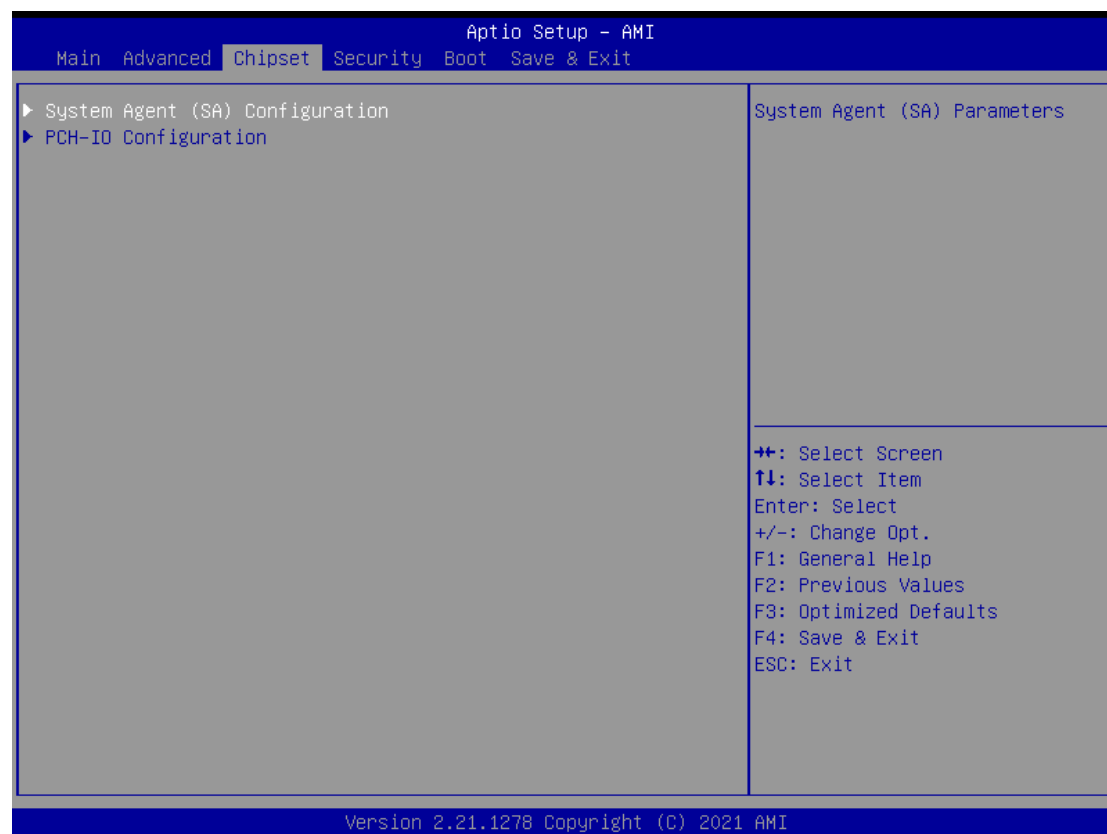 Aptio Setup - AMI
Main Advanced Chipset Security Boot Save & Exit
► System Agent (SA) Configuration
► PCH-IO Configuration
System Agent (SA) Parameters
→←: Select Screen
↑↓: Select Item
Enter: Select
+/-: Change Opt.
F1: General Help
F2: Previous Values
F3: Optimized Defaults
F4: Save & Exit
ESC: Exit
Version 2.21.1278 Copyright (C) 2021 AMI